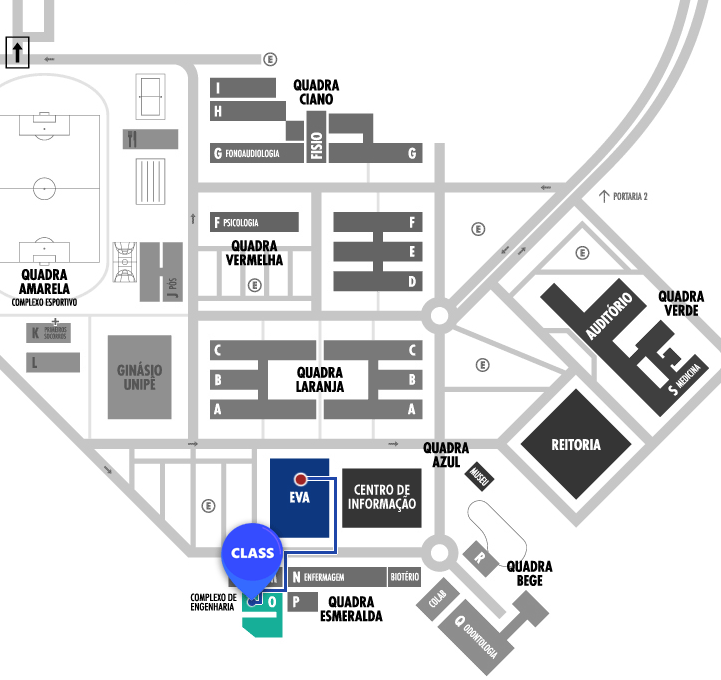 E
I
QUADRA
CIANO
H
FISIO
G FONOAUDIOLOGIA
G
PORTARIA 2
F PSICOLOGIA
F
E
QUADRA
VERMELHA
E
E
D
E
QUADRA
AMARELA
COMPLEXO ESPORTIVO
J PÓS
AUDITÓRIO
QUADRA
VERDE
S MEDICINA
K PRIMEIROS
SOCORROS
L
GINÁSIO
UNIPÊ
C
C
B
QUADRA
LARANJA
B
A
A
E
REITORIA
QUADRA
AZUL
MUSEU
EVA
CENTRO DE
INFORMAÇÃO
E
CLASS
R
QUADRA
BEGE
N ENFERMAGEM
BIOTÉRIO
COMPLEXO DE
ENGENHARIA
O
P
QUADRA
ESMERALDA
COLAB
Q ODONTOLOGIA